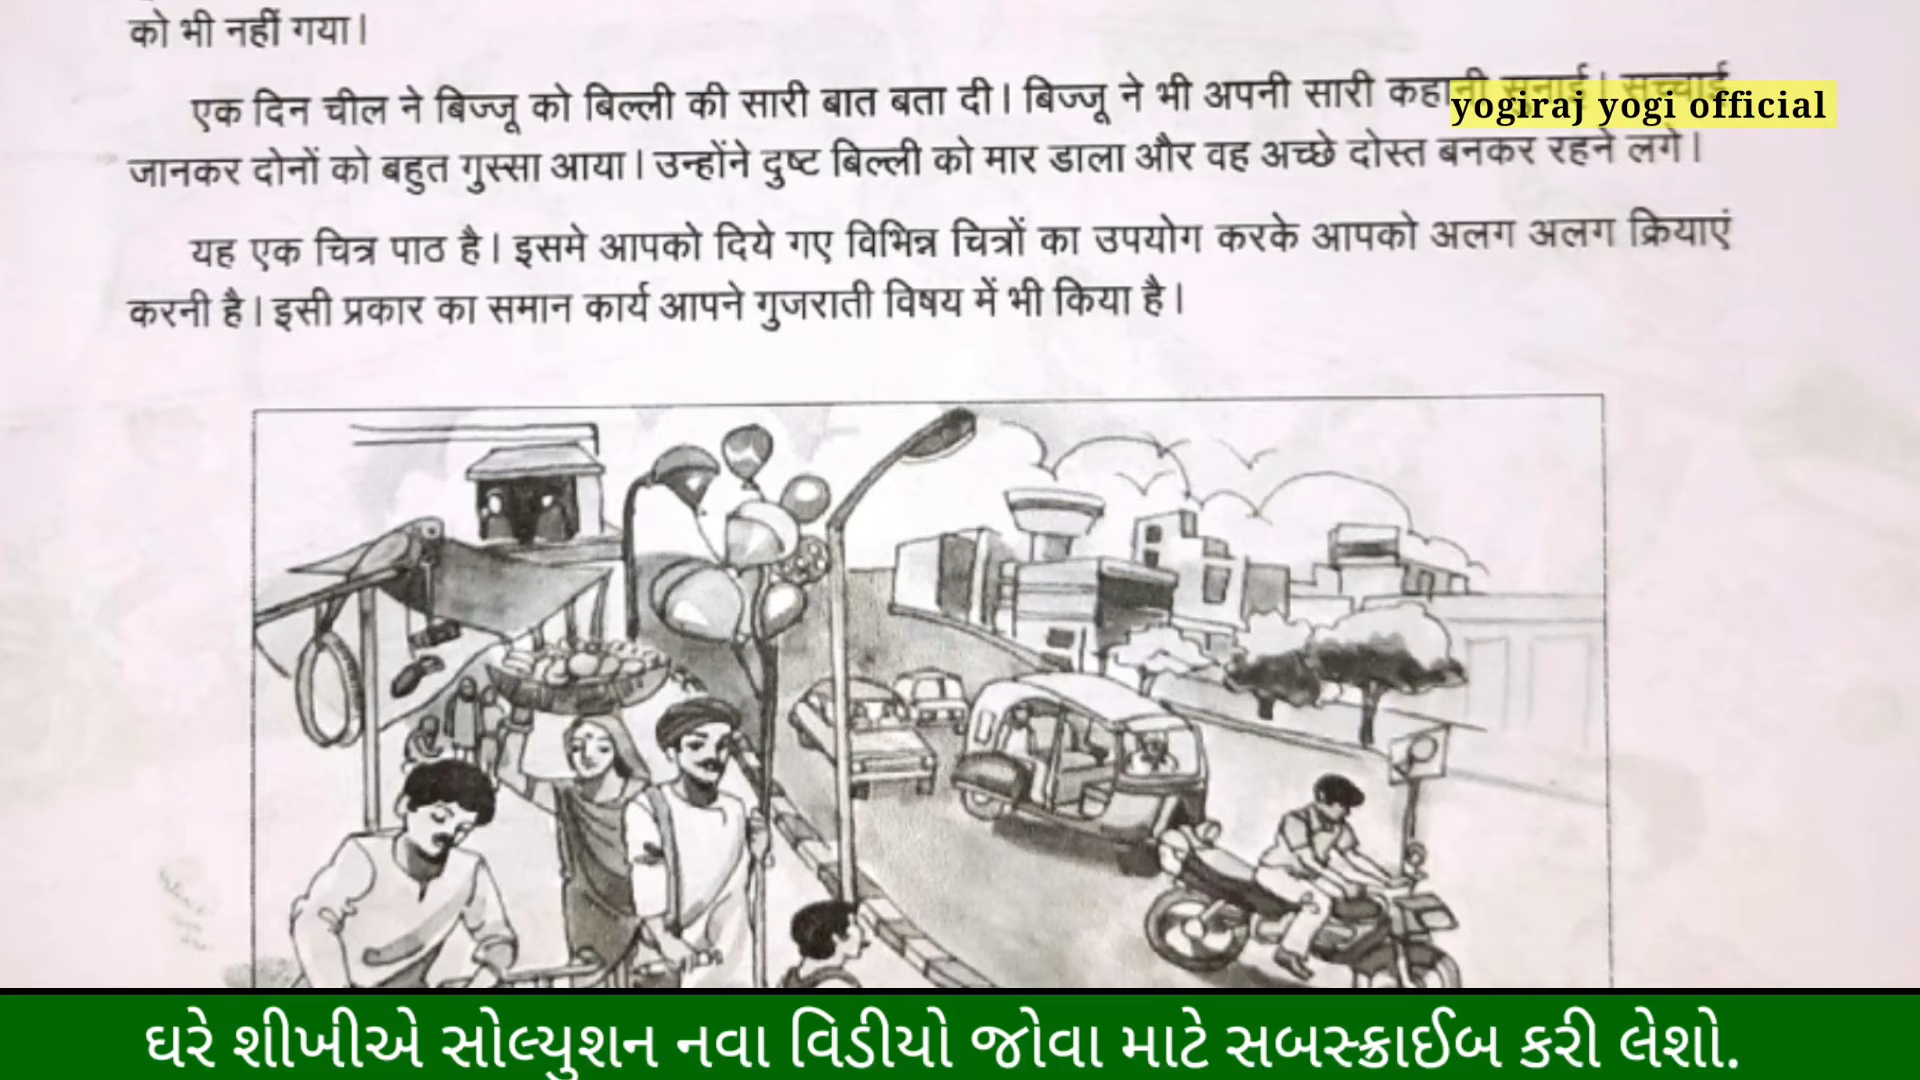 को भी नहीं गया।
एक दिन चील ने बिज्जू को बिल्ली की सारी बात बता दी। बिज्जू ने भी अपनी सारी कहानी सुनाई। सच्चाई
yogiraj yogi official
जानकर दोनों को बहुत गुस्सा आया। उन्होंने दुष्ट बिल्ली को मार डाला और वह अच्छे दोस्त बनकर रहने लगे।
यह एक चित्र पाठ है। इसमे आपको दिये गए विभिन्न चित्रों का उपयोग करके आपको अलग अलग क्रियाएं
करनी है। इसी प्रकार का समान कार्य आपने गुजराती विषय में भी किया है।
ઘરે શીખીએ સોલ્યુશન નવા વિડીયો જોવા માટે સબસ્ક્રાઈબ કરી લેશો.